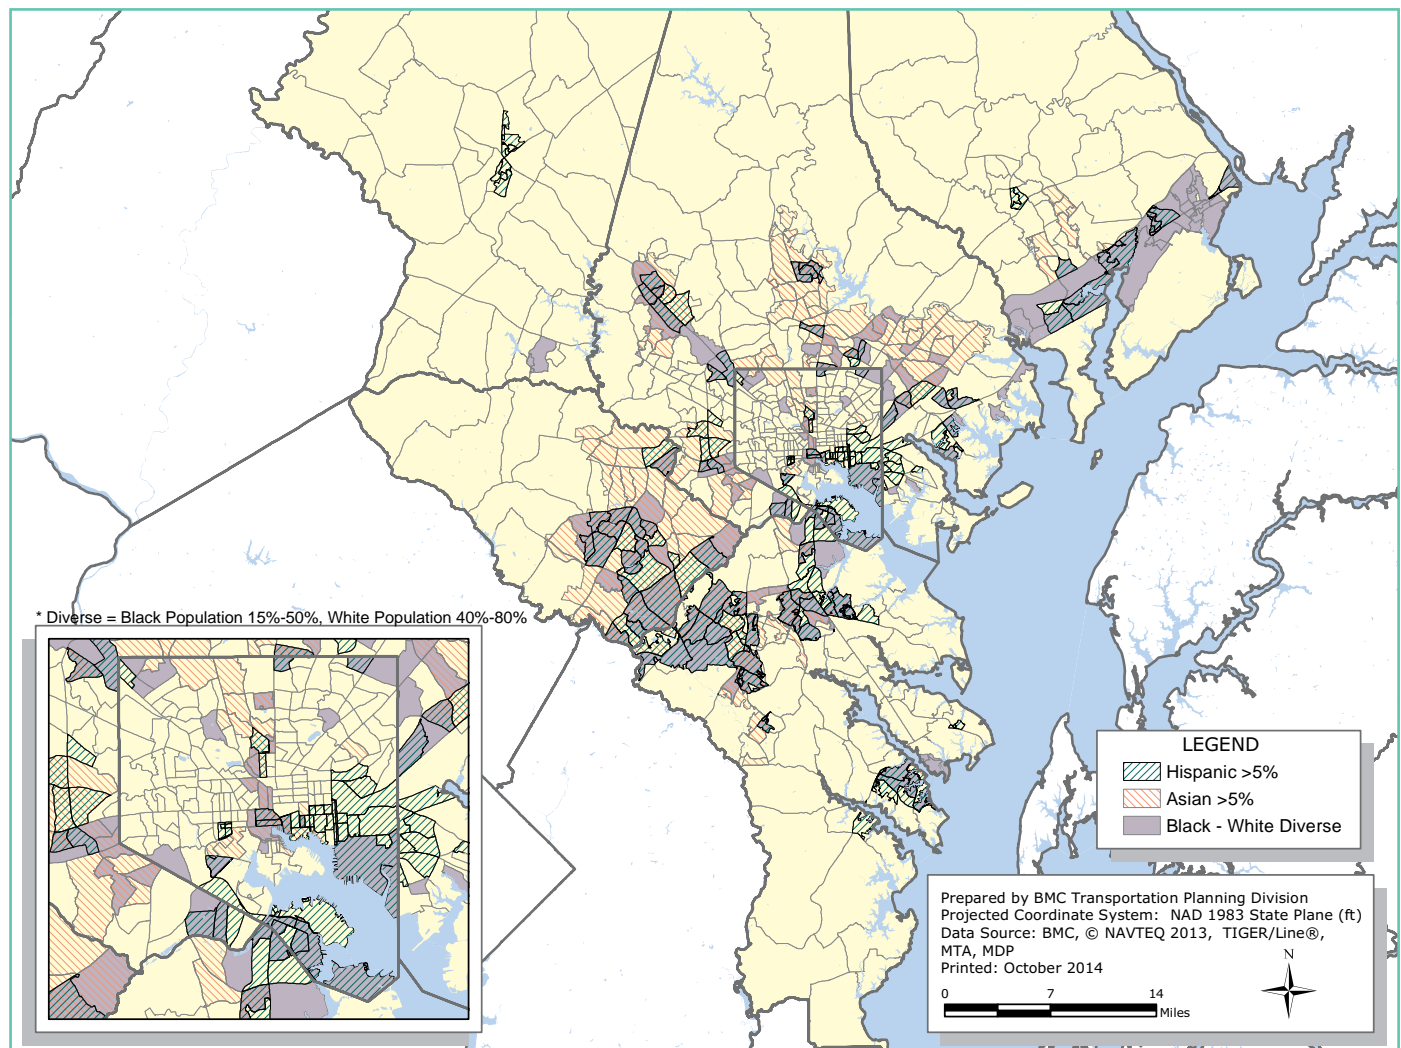 * Diverse = Black Population 15%-50%, White Population 40%-80%
LEGEND
Hispanic >5%
Asian >5%
Black - White Diverse
Prepared by BMC Transportation Planning Division
Projected Coordinate System:  NAD 1983 State Plane (ft)
Data Source: BMC, © NAVTEQ 2013,  TIGER/Line®,
MTA, MDP
Printed: October 2014
N
0 7 14
Miles